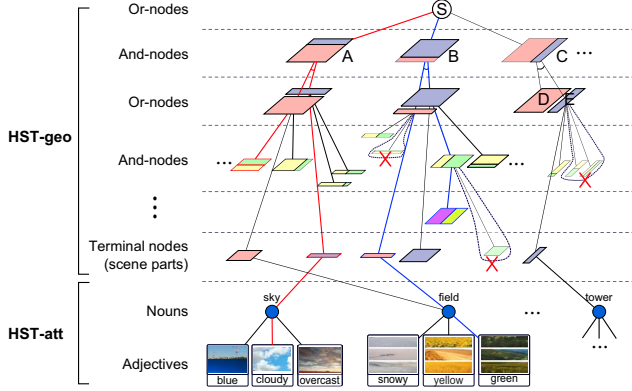 Or-nodes
S
And-nodes
A
B
C
...
Or-nodes
D
E
HST-geo
And-nodes
...
...
Terminal nodes
(scene parts)
HST-att
Nouns
sky
field
...
tower
...
Adjectives
blue
cloudy
overcast
snowy
yellow
green